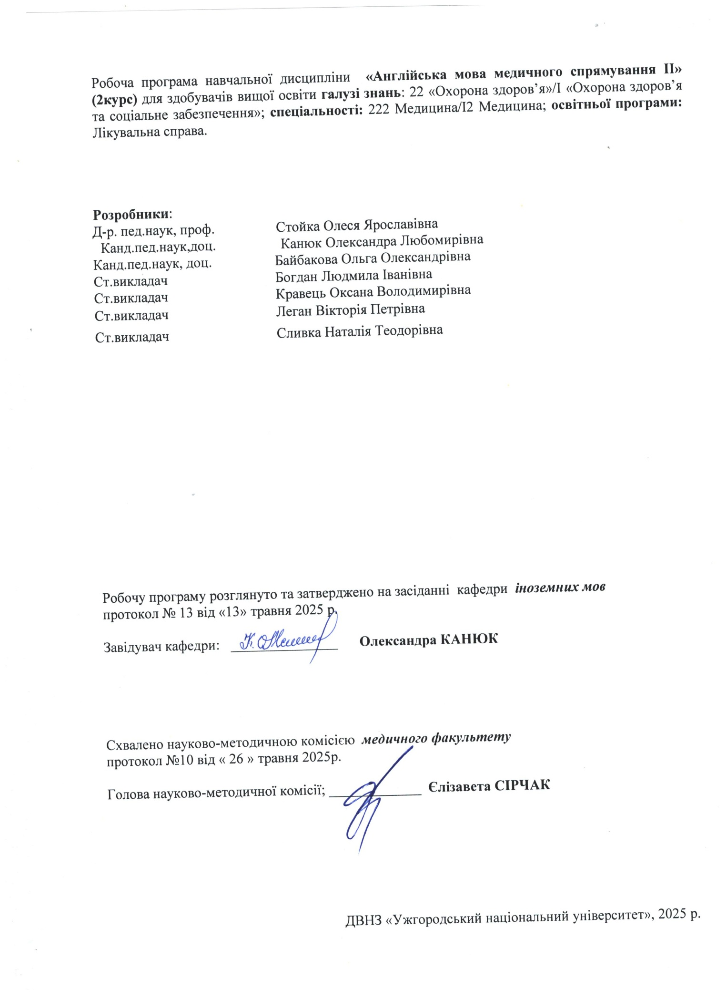 Робоча програма навчальної дисципліни «Англійська мова медичного спрямування ІІ»
(2курс) для здобувачів вищої освіти галузі знань: 22 «Охорона здоров’я»/І «Охорона здоров’я
та соціальне забезпечення»; спеціальності: 222 Медицина/І2 Медицина; освітньої програми:
Лікувальна справа.
Розробники:
Д-р. пед.наук, проф. Стойка Олеся Ярославівна
Канд.пед.наук,доц. Канюк Олександра Любомирівна
Канд.пед.наук, доц. Байбакова Ольга Олександрівна
Ст.викладач Богдан Людмила Іванівна
Ст.викладач Кравець Оксана Володимирівна
Ст.викладач Леган Вікторія Петрівна
Ст.викладач Сливка Наталія Теодорівна
Робочу програму розглянуто та затверджено на засіданні кафедри іноземних мов
протокол № 13 від «13» травня 2025 р.
Завідувач кафедри: Олександра КАНЮК
Схвалено науково-методичною комісією медичного факультету
протокол №10 від « 26 » травня 2025р.
Голова науково-методичної комісії; Єлізавета СІРЧАК
ДВНЗ «Ужгородський національний університет», 2025 р.